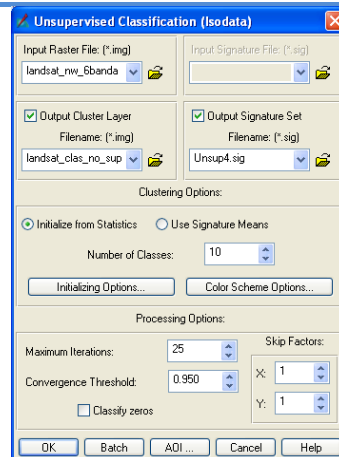 Unsupervised Classification (Isodata)
Input Raster File: (*.img)
Input Signature File: (*.sig)
landsat_nw_6banda
Output Cluster Layer
Output Signature Set
Filename: (*.img)
Filename: (*.sig)
landsat_clas_no_sup
Unsup4.sig
Clustering Options:
Initialize from Statistics
Use Signature Means
Number of Classes:
10
Initializing Options...
Color Scheme Options...
Processing Options:
Maximum Iterations:
25
Skip Factors:
Convergence Threshold:
0.950
X:
1
Classify zeros
Y:
1
OK
Batch
AOI ...
Cancel
Help